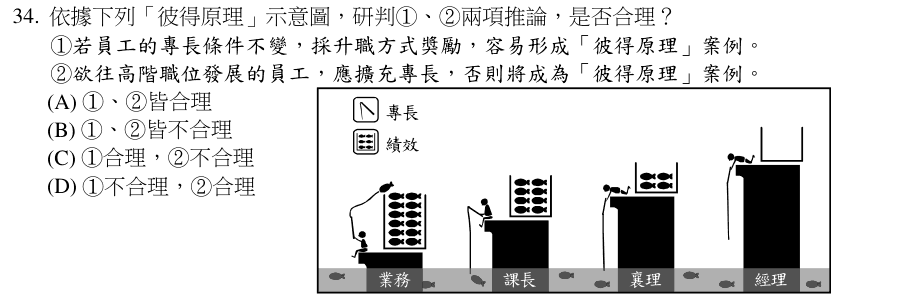 34. 依據下列「彼得原理」示意圖，研判①、②兩項推論，是否合理？
①若員工的專長條件不變，採升職方式獎勵，容易形成「彼得原理」案例。
②欲往高階職位發展的員工，應擴充專長，否則將成為「彼得原理」案例。
(A) ①、②皆合理
(B) ①、②皆不合理
(C) ①合理，②不合理
(D) ①不合理，②合理
專長
績效
業務 課長 襄理 經理